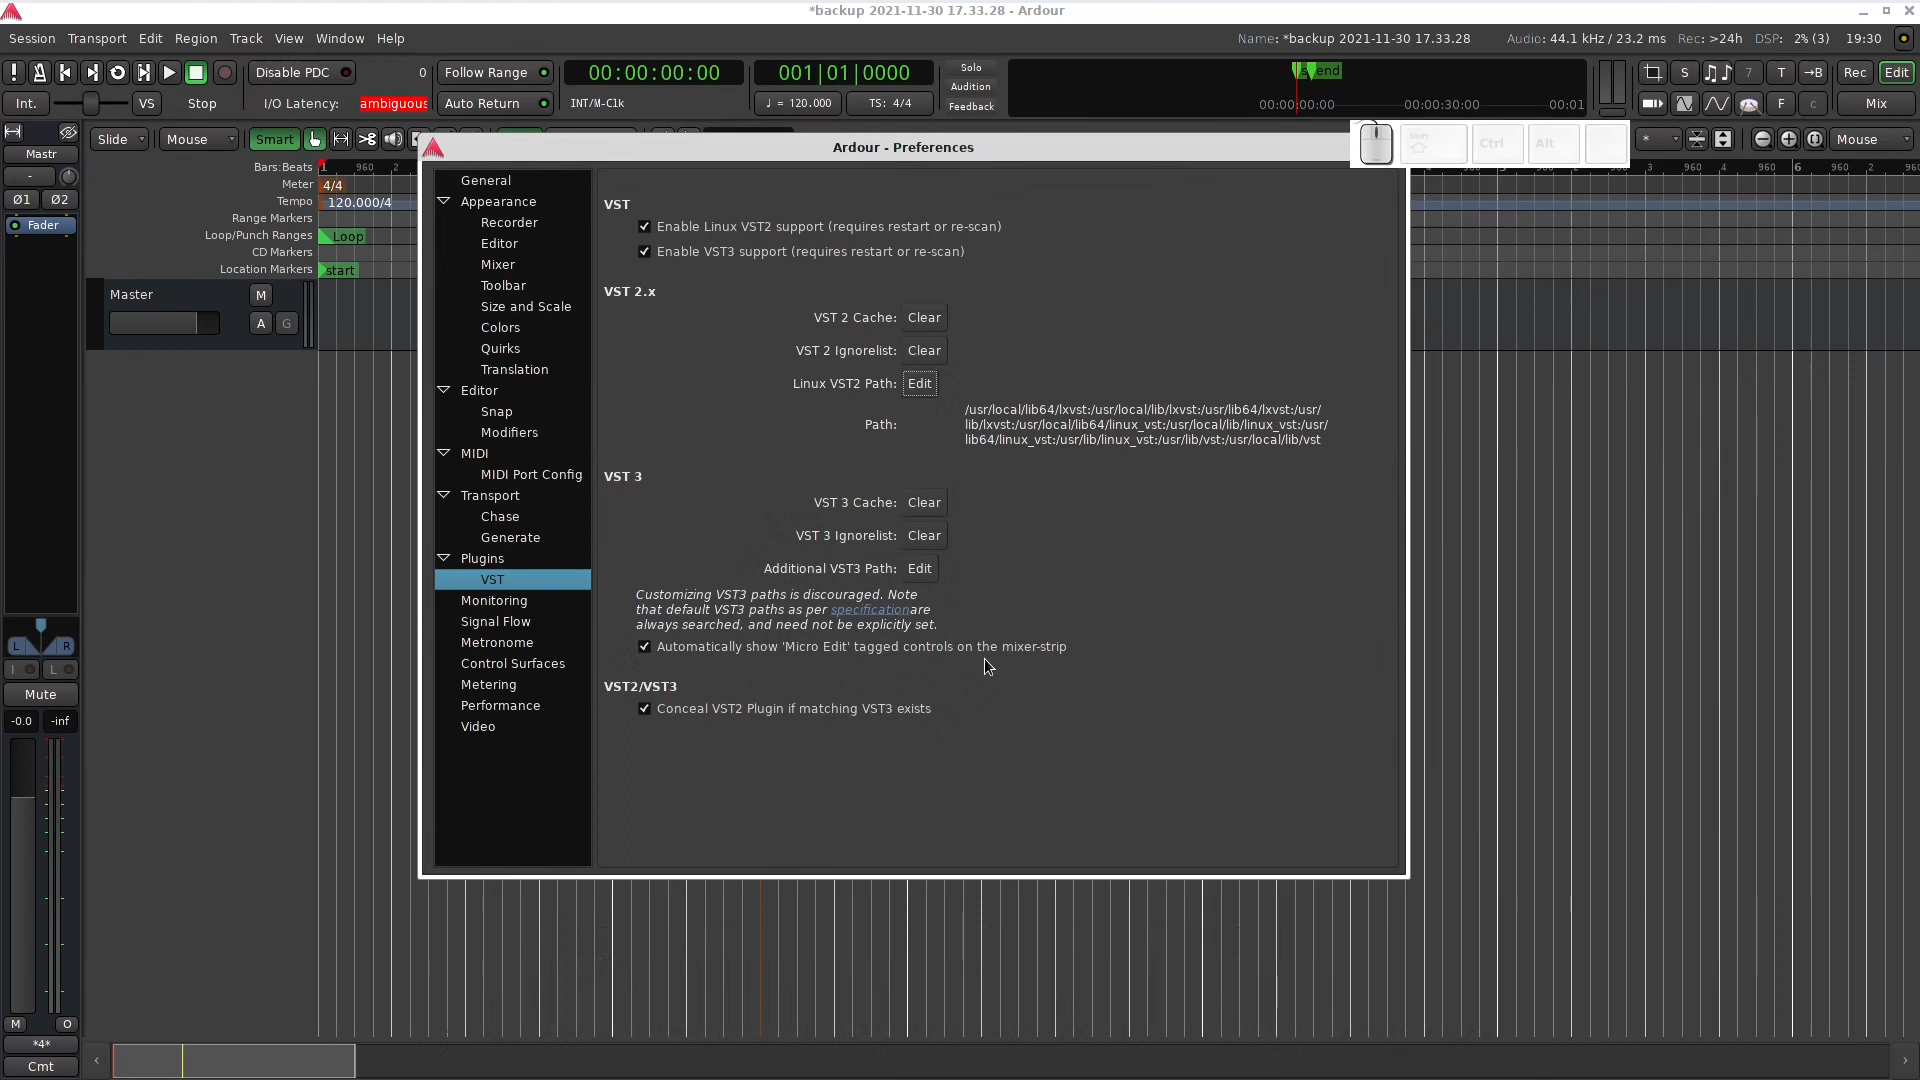 *backup 2021-11-30 17.33.28 - Ardour
Session Transport Edit Region Track View Window Help
Name: *backup 2021-11-30 17.33.28 Audio: 44.1 kHz / 23.2 ms Rec: >24h DSP: 2% (3) 19:30
Disable PDC 0 Follow Range 00:00:00:00 001|01|0000 Solo
Audition
Feedback
end
S 7 T →B Rec Edit
Int. VS Stop I/O Latency: ambiguous Auto Return INT/M-Clk ♩ = 120.000 TS: 4/4
00:00:00:00 00:00:30:00 00:01
F c Mix
Slide Mouse Smart
Shift Ctrl Alt
* Mouse
Mastr
-
Ø1 Ø2
Fader
Bars:Beats 1 960 2
3 960 4 960 6 960 2
Meter 4/4
Tempo 120.000/4
Range Markers
Loop/Punch Ranges Loop
CD Markers
Location Markers start
Master M
A G
Ardour - Preferences
General
Appearance
Recorder
Editor
Mixer
Toolbar
Size and Scale
Colors
Quirks
Translation
Editor
Snap
Modifiers
MIDI
MIDI Port Config
Transport
Chase
Generate
Plugins
VST
Monitoring
Signal Flow
Metronome
Control Surfaces
Metering
Performance
Video
VST
Enable Linux VST2 support (requires restart or re-scan)
Enable VST3 support (requires restart or re-scan)
VST 2.x
VST 2 Cache: Clear
VST 2 Ignorelist: Clear
Linux VST2 Path: Edit
Path:
/usr/local/lib64/lxvst:/usr/local/lib/lxvst:/usr/lib64/lxvst:/usr/
lib/lxvst:/usr/local/lib64/linux_vst:/usr/local/lib/linux_vst:/usr/
lib64/linux_vst:/usr/lib/linux_vst:/usr/lib/vst:/usr/local/lib/vst
VST 3
VST 3 Cache: Clear
VST 3 Ignorelist: Clear
Additional VST3 Path: Edit
Customizing VST3 paths is discouraged. Note
that default VST3 paths as per specificationare
always searched, and need not be explicitly set.
Automatically show 'Micro Edit' tagged controls on the mixer-strip
VST2/VST3
Conceal VST2 Plugin if matching VST3 exists
L R
I D
Mute
-0.0 -inf
M O
*4*
Cmt